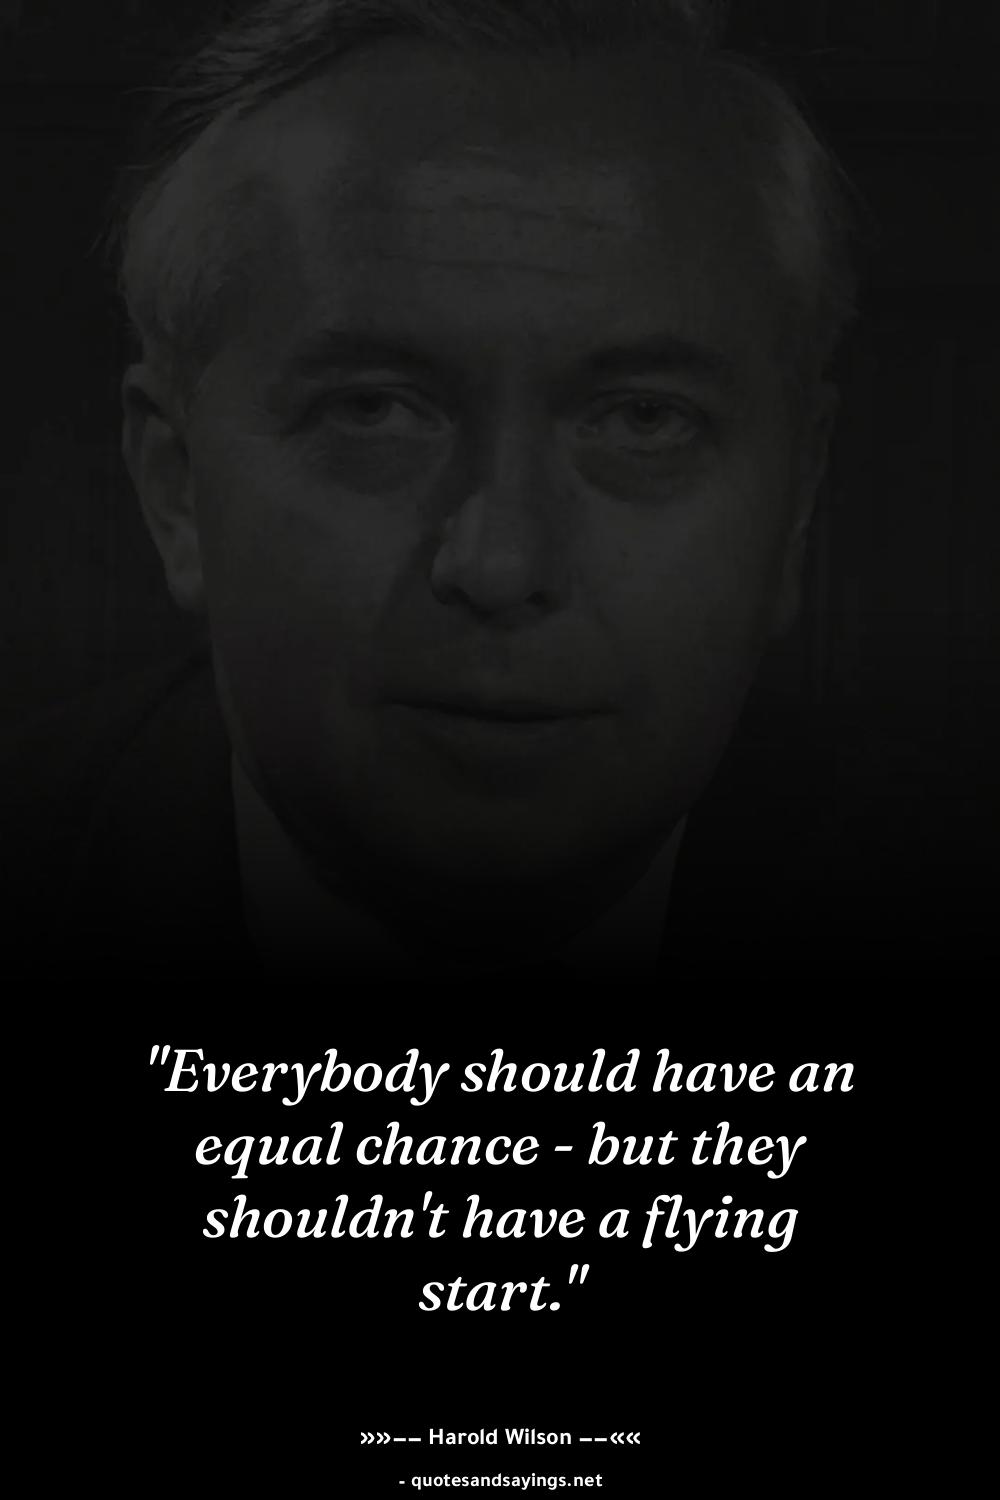 "Everybody should have an
equal chance - but they
shouldn't have a flying
start."
»»–– Harold Wilson ––««
- quotesandsayings.net